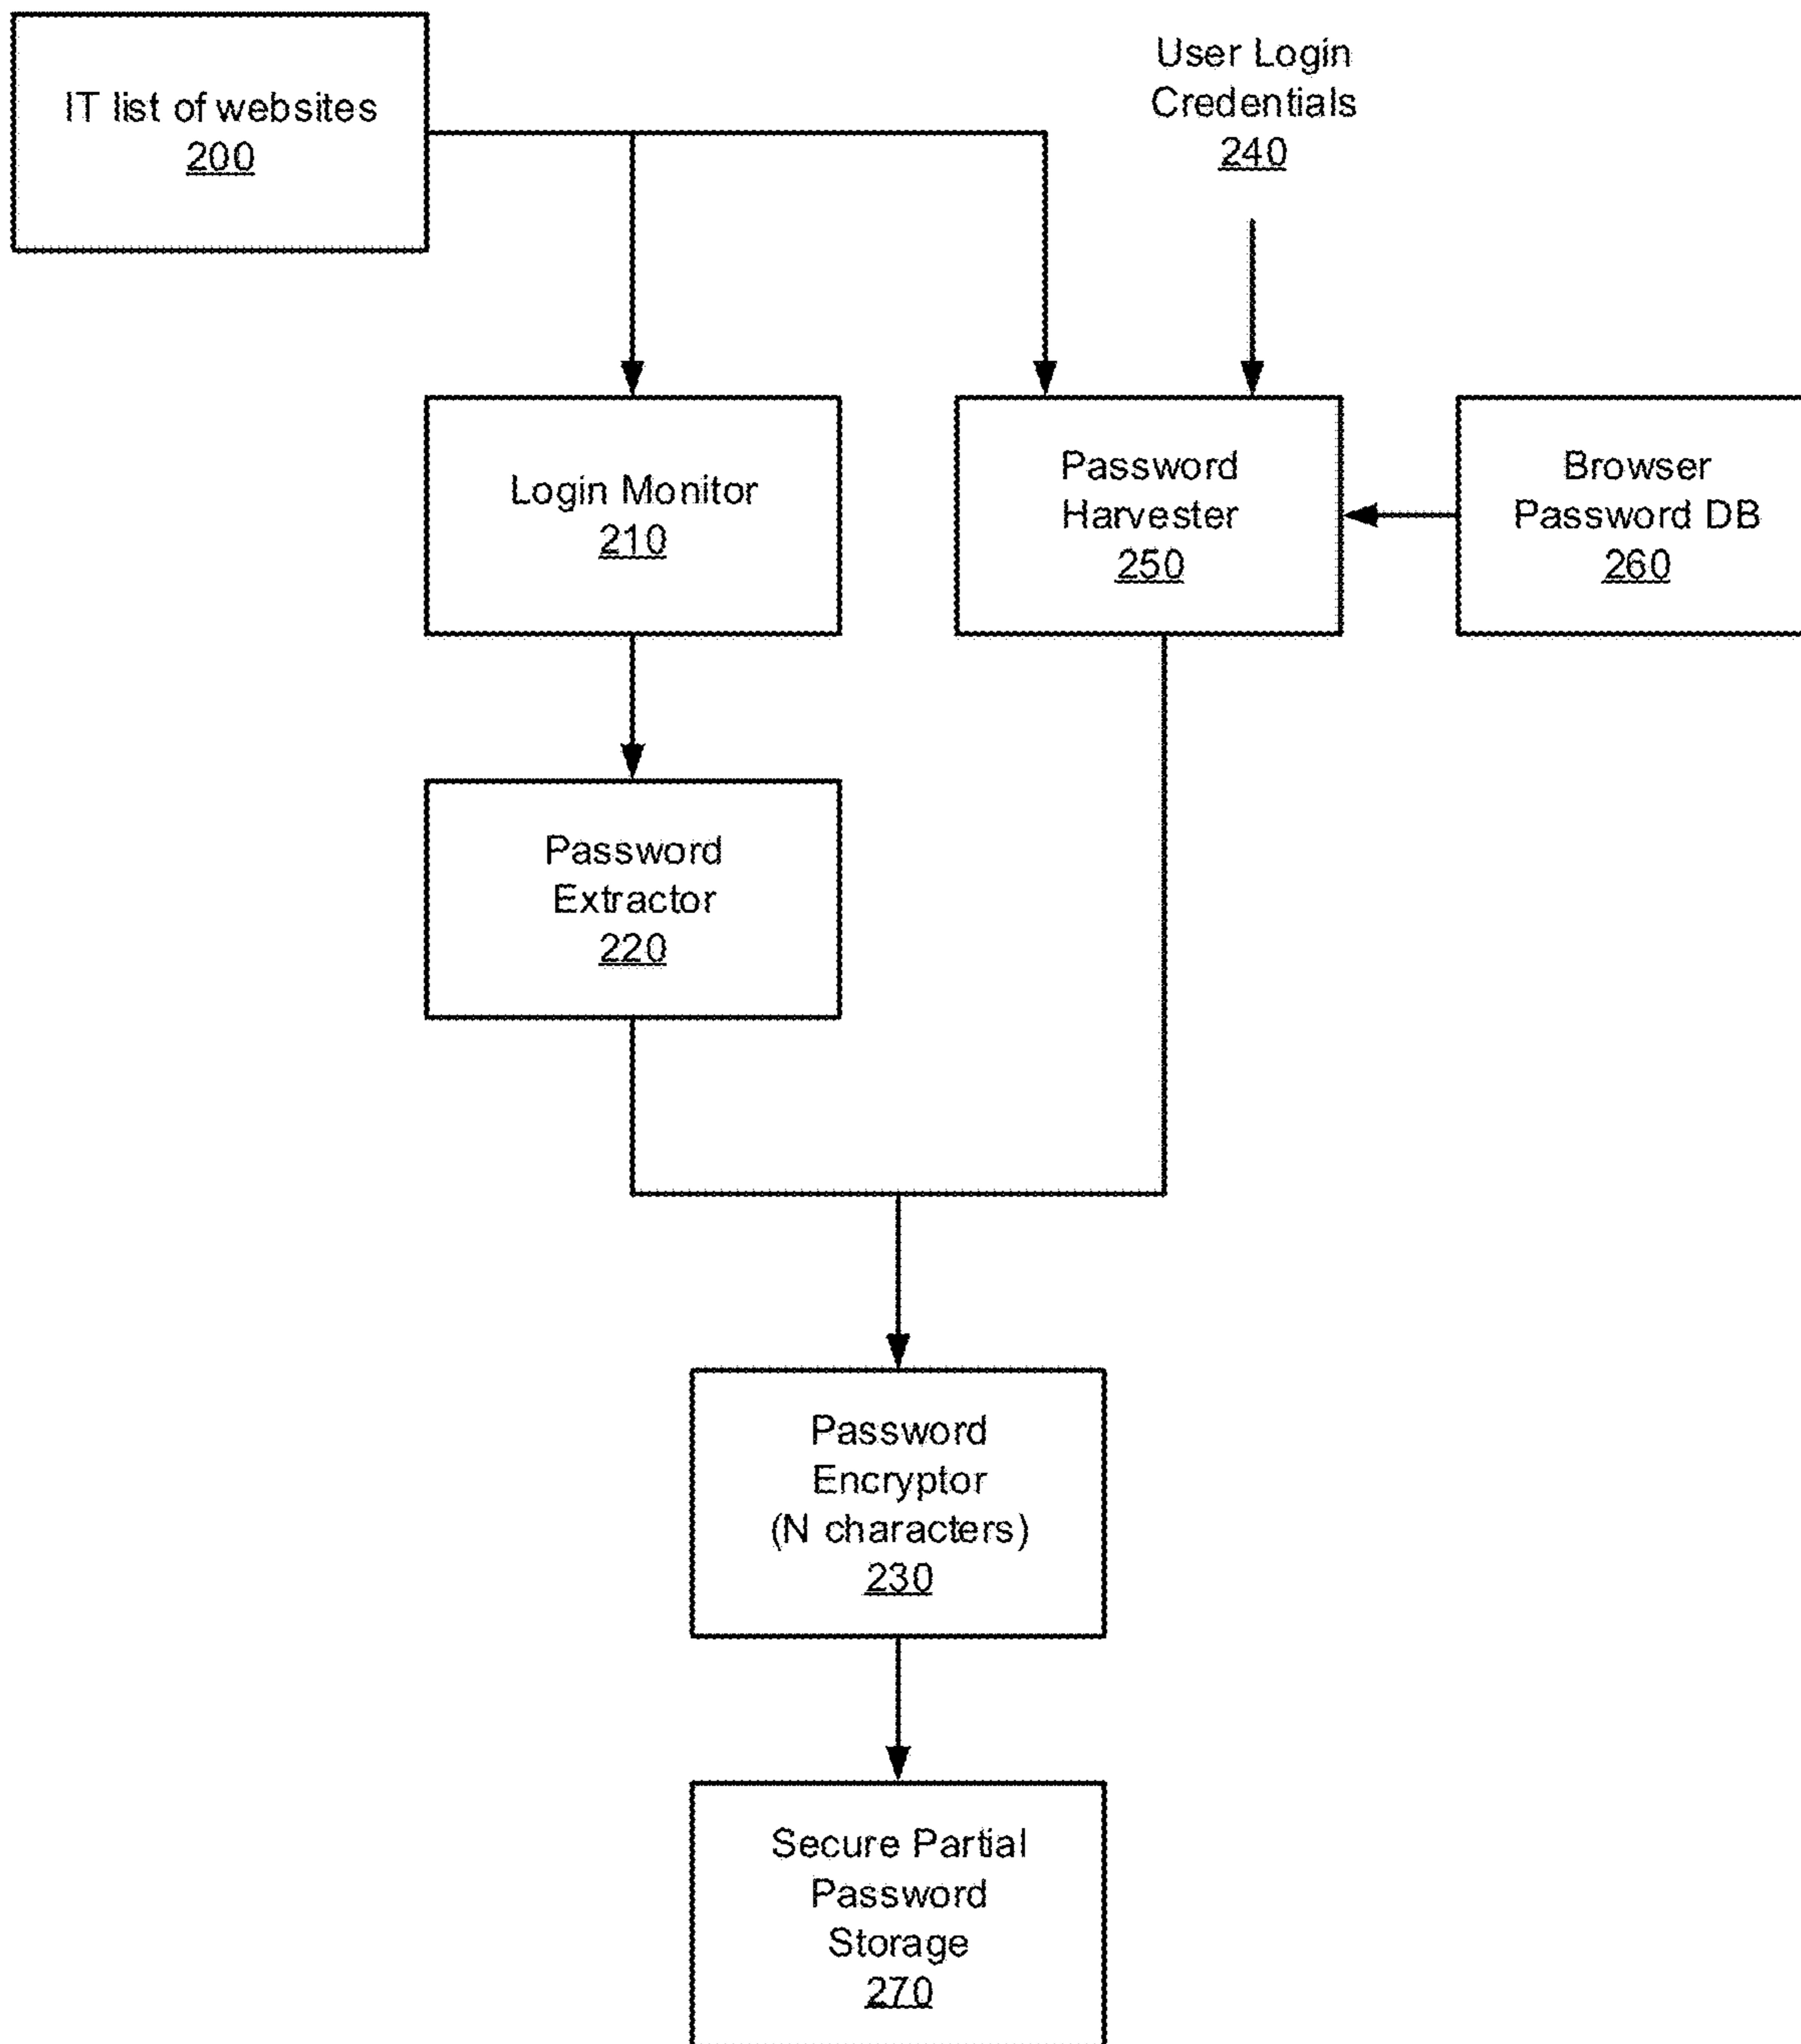 IT list of websites
200
User Login
Credentials
240
Login Monitor
210
Password
Harvester
250
Browser
Password DB
260
Password
Extractor
220
Password
Encryptor
(N characters)
230
Secure Partial
Password
Storage
270